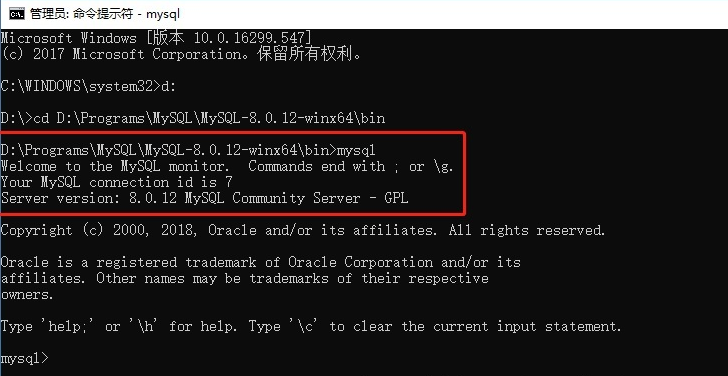 管理员: 命令提示符 - mysql
Microsoft Windows [版本 10.0.16299.547]
(c) 2017 Microsoft Corporation。保留所有权利。
C:\WINDOWS\system32>d:
D:\>cd D:\Programs\MySQL\MySQL-8.0.12-winx64\bin
D:\Programs\MySQL\MySQL-8.0.12-winx64\bin>mysql
Welcome to the MySQL monitor.  Commands end with ; or \g.
Your MySQL connection id is 7
Server version: 8.0.12 MySQL Community Server - GPL
Copyright (c) 2000, 2018, Oracle and/or its affiliates. All rights reserved.
Oracle is a registered trademark of Oracle Corporation and/or its
affiliates. Other names may be trademarks of their respective
owners.
Type 'help;' or '\h' for help. Type '\c' to clear the current input statement.
mysql>